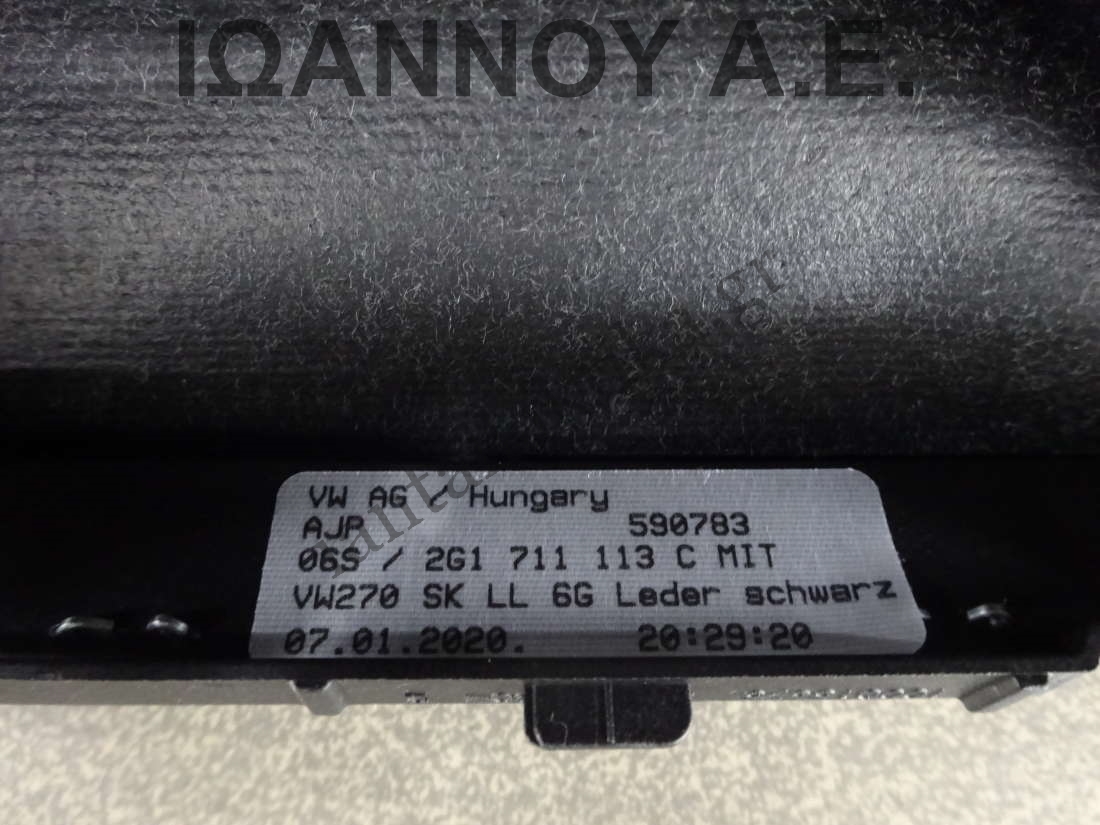 ΙΩΑΝΝΟΥ Α.Ε.
VW AG / Hungary
AJP 590783
06S / 2G1 711 113 C MIT
VW270 SK LL 6G Leder schwarz
07.01.2020. 20:29:20